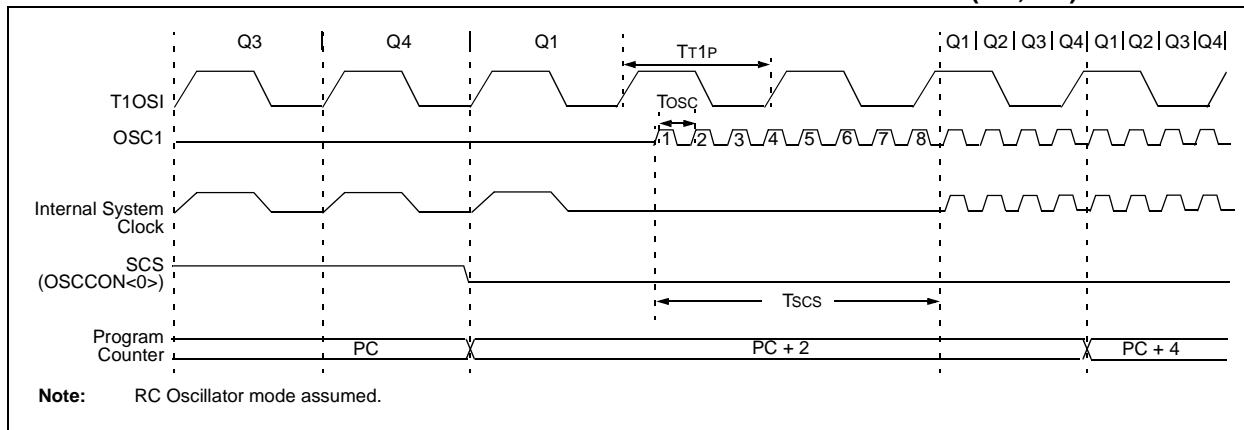 Q3 Q4 Q1 Q1 Q2 Q3 Q4 Q1 Q2 Q3 Q4
TT1P
T1OSI
TOSC
OSC1
1 2 3 4 5 6 7 8
Internal System
Clock
SCS
(OSCCON<0>)
TSCS
Program
Counter
PC PC + 2 PC + 4
Note: RC Oscillator mode assumed.